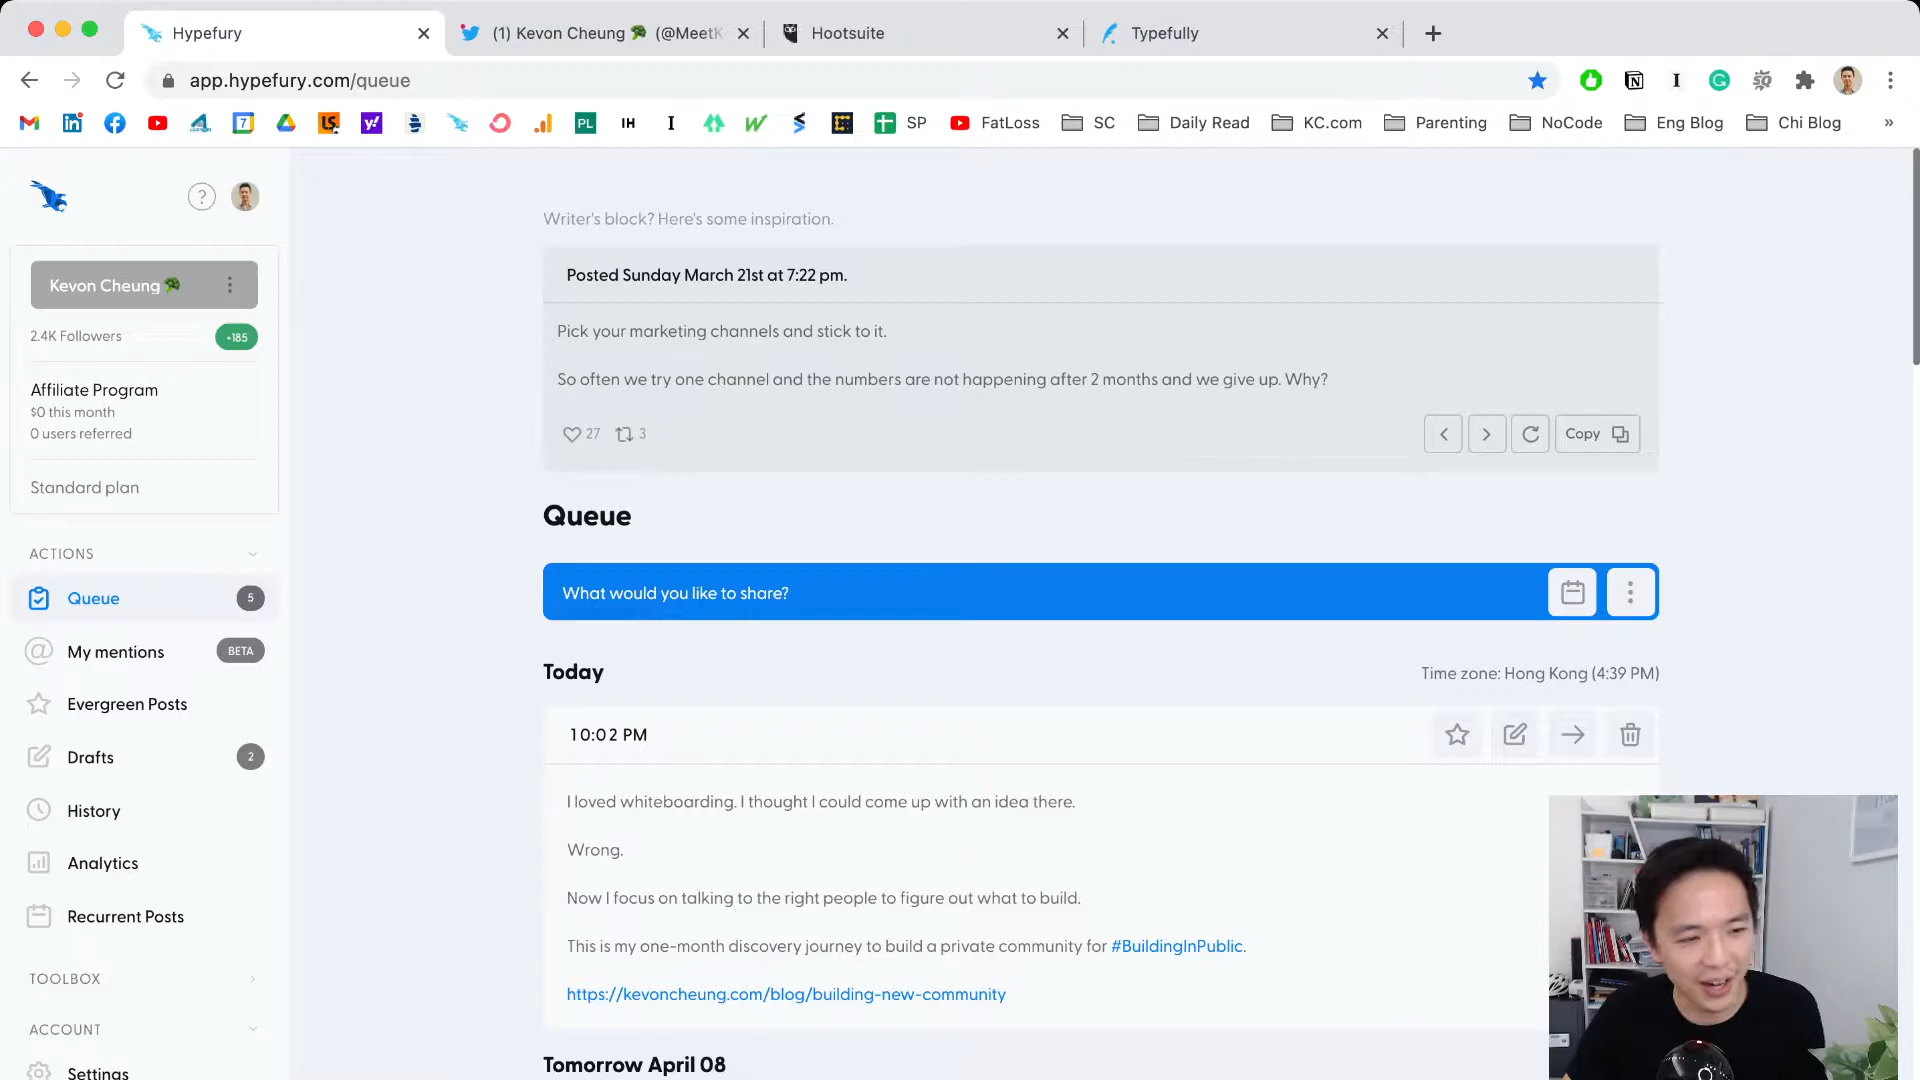 Hypefury
(1) Kevon Cheung 🥦 (@MeetK
Hootsuite
Typefully
app.hypefury.com/queue
SP
FatLoss
SC
Daily Read
KC.com
Parenting
NoCode
Eng Blog
Chi Blog
»
Writer's block? Here's some inspiration.
Posted Sunday March 21st at 7:22 pm.
Pick your marketing channels and stick to it.
So often we try one channel and the numbers are not happening after 2 months and we give up. Why?
27
3
Copy
Kevon Cheung 🥦
2.4K Followers
+185
Affiliate Program
$0 this month
0 users referred
Standard plan
ACTIONS
Queue
5
My mentions
BETA
Evergreen Posts
Drafts
2
History
Analytics
Recurrent Posts
TOOLBOX
ACCOUNT
Settings
Queue
What would you like to share?
Today
Time zone: Hong Kong (4:39 PM)
10:02 PM
I loved whiteboarding. I thought I could come up with an idea there.
Wrong.
Now I focus on talking to the right people to figure out what to build.
This is my one-month discovery journey to build a private community for #BuildingInPublic.
https://kevoncheung.com/blog/building-new-community
Tomorrow April 08